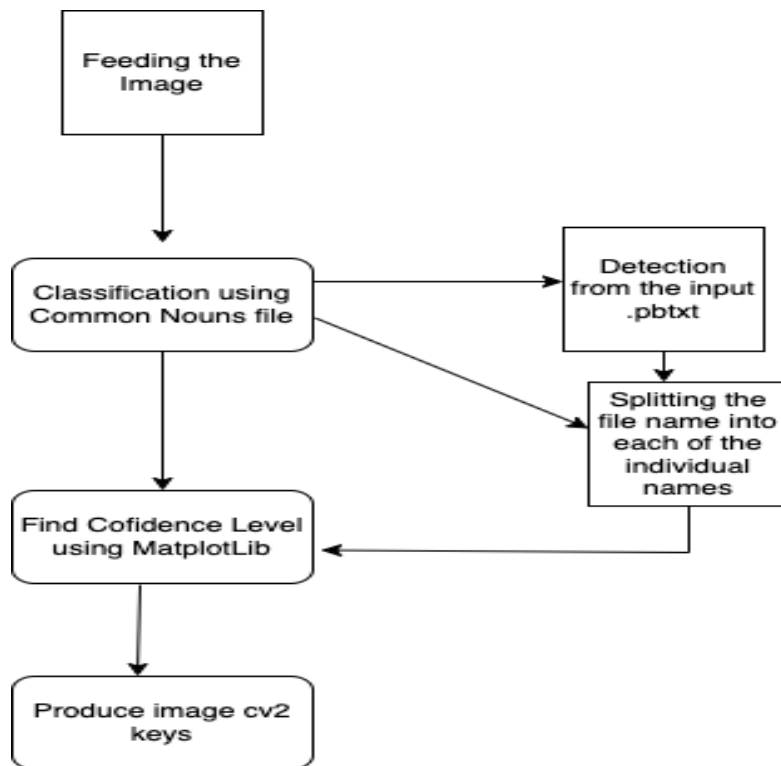 Feeding the
Image
Classification using
Common Nouns file
Detection
from the input
.pbtxt
Splitting the
file name into
each of the
individual
names
Find Cofidence Level
using MatplotLib
Produce image cv2
keys